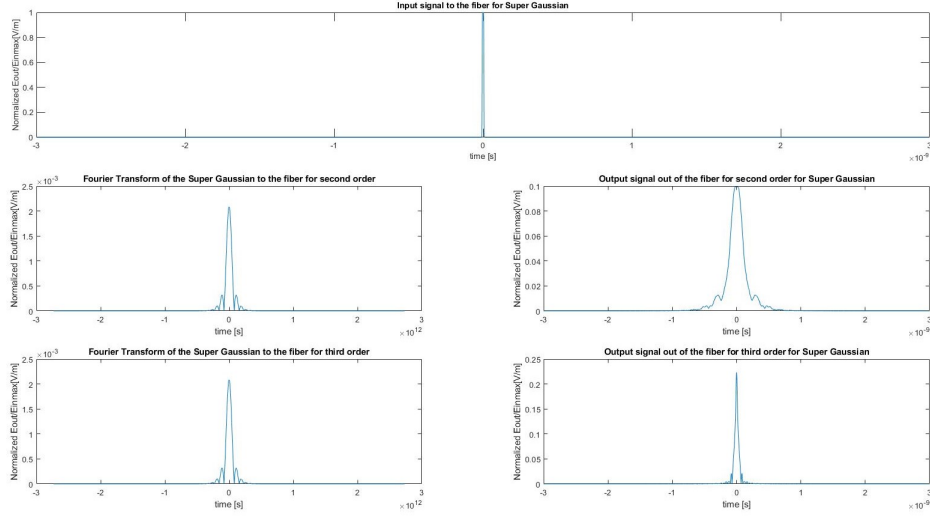 Input signal to the fiber for Super Gaussian
Normalized Eout/Einmax[V/m]
1
0.8
0.6
0.4
0.2
0
-3 -2 -1 0 1 2 3
time [s]
×10⁻⁹
Fourier Transform of the Super Gaussian to the fiber for second order
×10⁻³
Normalized Eout/Einmax[V/m]
2.5
2
1.5
1
0.5
0
-3 -2 -1 0 1 2 3
time [s]
×10¹²
Output signal out of the fiber for second order for Super Gaussian
Normalized Eout/Einmax[V/m]
0.1
0.08
0.06
0.04
0.02
0
-3 -2 -1 0 1 2 3
time [s]
×10⁻⁹
Fourier Transform of the Super Gaussian to the fiber for third order
×10⁻³
Normalized Eout/Einmax[V/m]
2.5
2
1.5
1
0.5
0
-3 -2 -1 0 1 2 3
time [s]
×10¹²
Output signal out of the fiber for third order for Super Gaussian
Normalized Eout/Einmax[V/m]
0.25
0.2
0.15
0.1
0.05
0
-3 -2 -1 0 1 2 3
time [s]
×10⁻⁹